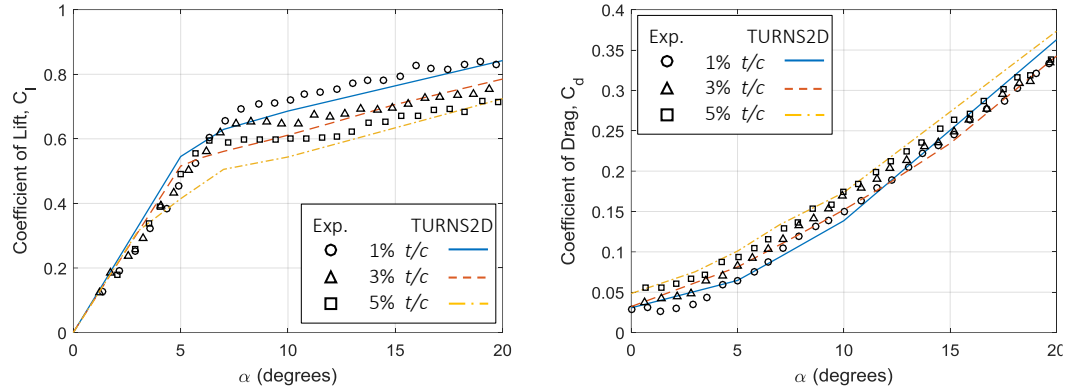 Coefficient of Lift, C_l
1
0.8
0.6
0.4
0.2
0
0 5 10 15 20
α (degrees)
Exp. TURNS2D
1% t/c
3% t/c
5% t/c
Coefficient of Drag, C_d
0.4
0.35
0.3
0.25
0.2
0.15
0.1
0.05
0
0 5 10 15 20
α (degrees)
Exp. TURNS2D
1% t/c
3% t/c
5% t/c